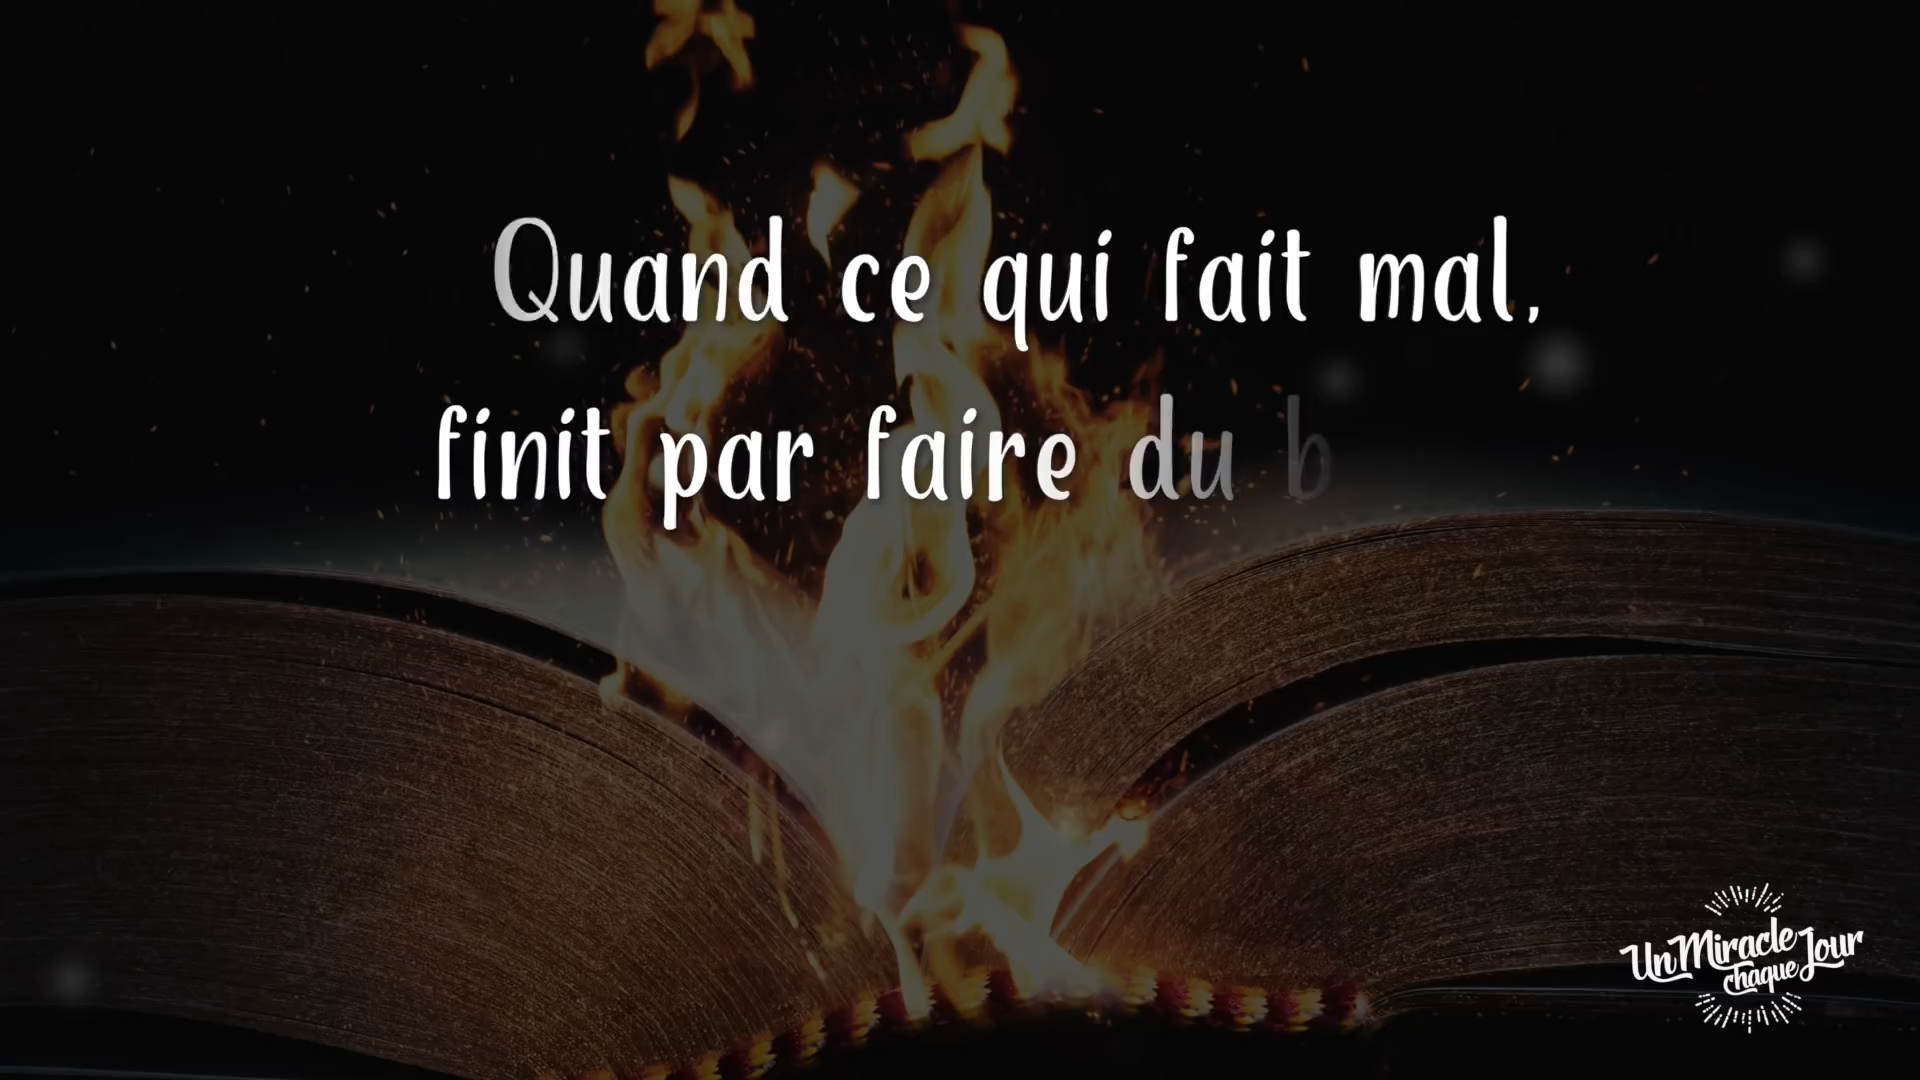 Quand ce qui fait mal,
finit par faire du b
Un Miracle
chaque Jour